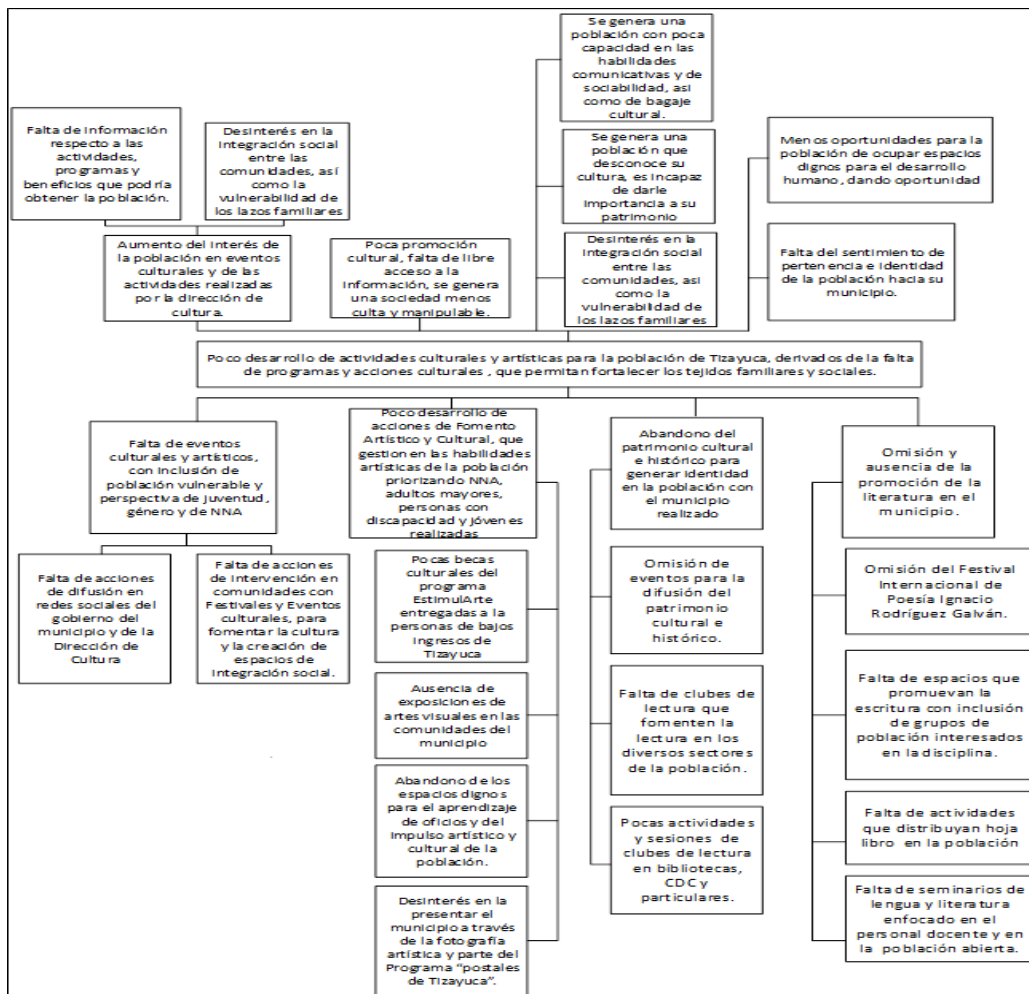 Se genera una
población con poca
capacidad en las
habilidades
comunicativas y de
sociabilidad, asi
como de bagaje
cultural.
Falta de información
respecto a las
actividades,
programas y
beneficios que podría
obtener la población.
Desinterés en la
integración social
entre las
comunidades, así
como la
vulnerabilidad de
los lazos familiares
Se genera una
población que
desconoce su
cultura, es incapaz
de darle
importancia a su
patrimonio
Menos oportunidades para la
población de ocupar espacios
dignos para el desarrollo
humano, dando oportunidad
Aumento del interés de
la población en eventos
culturales y de las
actividades realizadas
por la dirección de
cultura.
Poca promoción
cultural, falta de libre
acceso a la
información, se genera
una sociedad menos
culta y manipulable.
Desinterés en la
integración social
entre las
comunidades, así
como la
vulnerabilidad de
los lazos familiares
Falta del sentimiento de
pertenencia e identidad
de la población hacia su
municipio.
Poco desarrollo de actividades culturales y artísticas para la población de Tizayuca, derivados de la falta
de programas y acciones culturales , que permitan fortalecer los tejidos familiares y sociales.
Falta de eventos
culturales y artísticos,
con inclusión de
población vulnerable y
perspectiva de juventud,
género y de NNA
Poco desarrollo de
acciones de Fomento
Artístico y Cultural, que
gestion en las habilidades
artísticas de la población
priorizando NNA,
adultos mayores,
personas con
discapacidad y jóvenes
realizadas
Abandono del
patrimonio cultural
e histórico para
generar identidad
en la población con
el municipio
realizado
Omisión y
ausencia de la
promoción de la
literatura en el
municipio.
Falta de acciones
de difusión en
redes sociales del
gobierno del
municipio y de la
Dirección de
Cultura
Falta de acciones
de intervención en
comunidades con
Festivales y Eventos
culturales, para
fomentar la cultura
y la creación de
espacios de
integración social.
Pocas becas
culturales del
programa
EstimulArte
entregadas a la
personas de bajos
ingresos de
Tizayuca
Omisión de
eventos para la
difusión del
patrimonio
cultural e
histórico.
Omisión del Festival
Internacional de
Poesía Ignacio
Rodríguez Galván.
Ausencia de
exposiciones de
artes visuales en las
comunidades del
municipio
Falta de clubes de
lectura que
fomenten la
lectura en los
diversos sectores
de la población.
Falta de espacios que
promuevan la
escritura con inclusión
de grupos de
población interesados
en la disciplina.
Abandono de los
espacios dignos
para el aprendizaje
de oficios y del
impulso artístico y
cultural de la
población.
Pocas actividades
y sesiones de
clubes de lectura
en bibliotecas,
CDC y
particulares.
Falta de actividades
que distribuyan hoja
libro en la población
Desinterés en la
presentar el
municipio a través
de la fotografía
artística y parte del
Programa “postales
de Tizayuca”.
Falta de seminarios de
lengua y literatura
enfocado en el
personal docente y en
la población abierta.